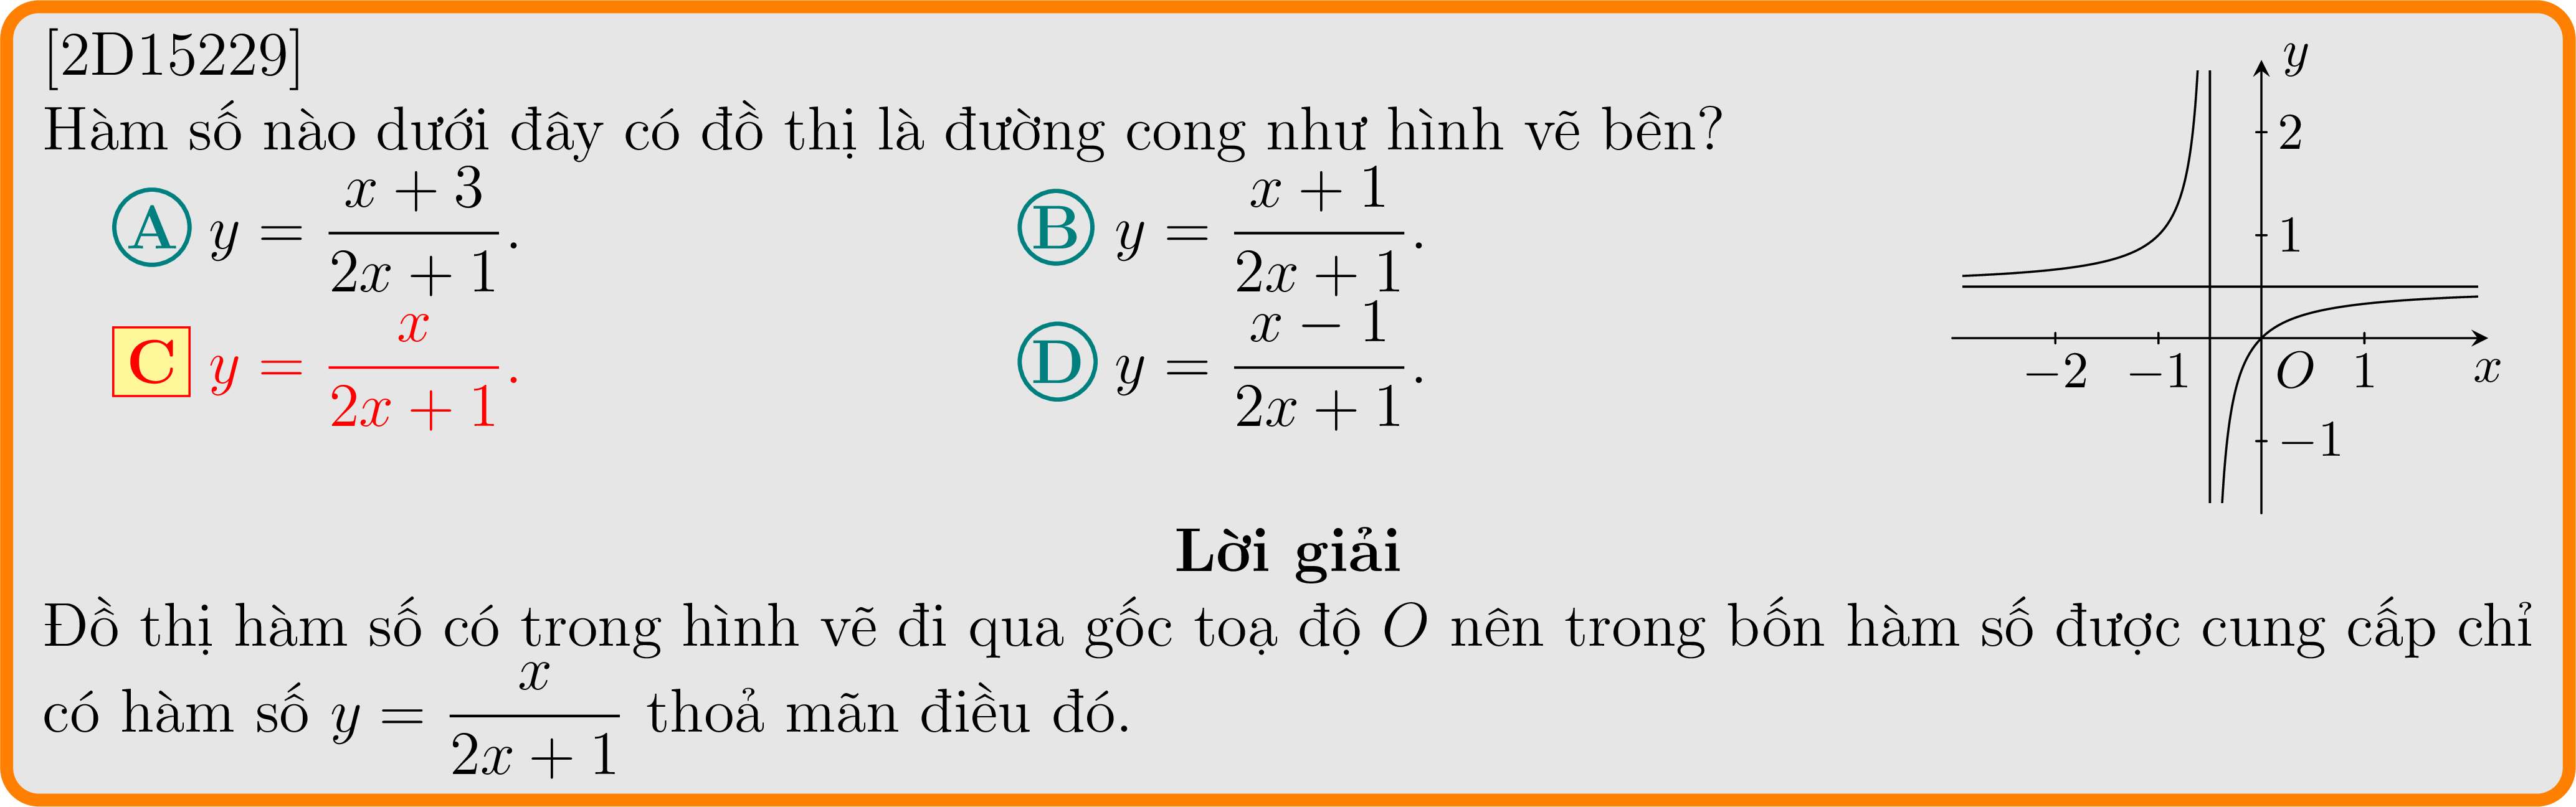 [2D15229]
Hàm số nào dưới đây có đồ thị là đường cong như hình vẽ bên?
A y = \frac{x + 3}{2x + 1}. B y = \frac{x + 1}{2x + 1}.
C y = \frac{x}{2x + 1}. D y = \frac{x − 1}{2x + 1}.
y
2
1
−2 −1 O 1 x
−1
Lời giải
Đồ thị hàm số có trong hình vẽ đi qua gốc toạ độ O nên trong bốn hàm số được cung cấp chỉ
có hàm số y = \frac{x}{2x + 1} thoả mãn điều đó.